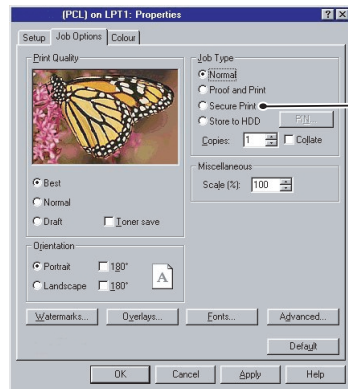 (PCL) on LPT1: Properties
Setup Job Options Colour
Print Quality
Best
Normal
Draft
Toner save
Orientation
Portrait
180°
Landscape
180°
A
Job Type
Normal
Proof and Print
Secure Print
Store to HDD
PIN...
Copies: 1
Collate
Miscellaneous
Scale (%): 100
Watermarks... Overlays... Fonts... Advanced...
Default
OK Cancel Apply Help